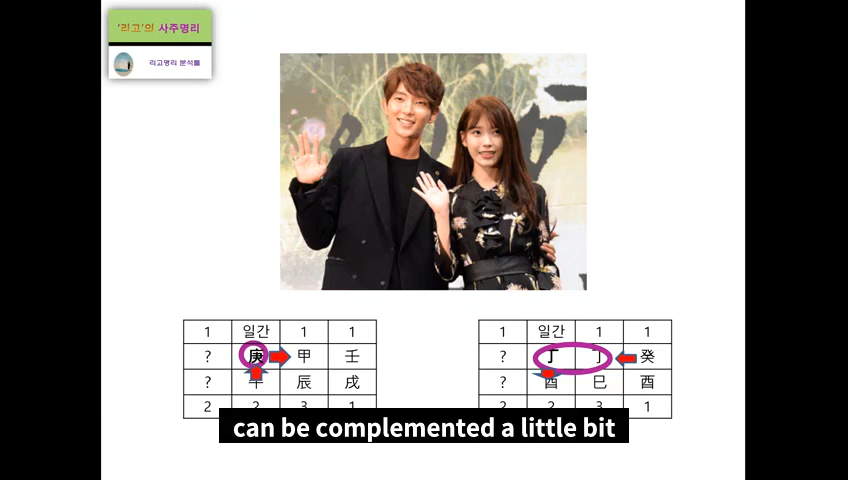 '리고'의 사주명리
리고명리 분석틀
1 일간 1 1
? 庚 甲 壬
? 午 辰 戌
2 2 3 1
1 일간 1 1
? 丁 丁 癸
? 酉 巳 酉
2 2 3 1
can be complemented a little bit